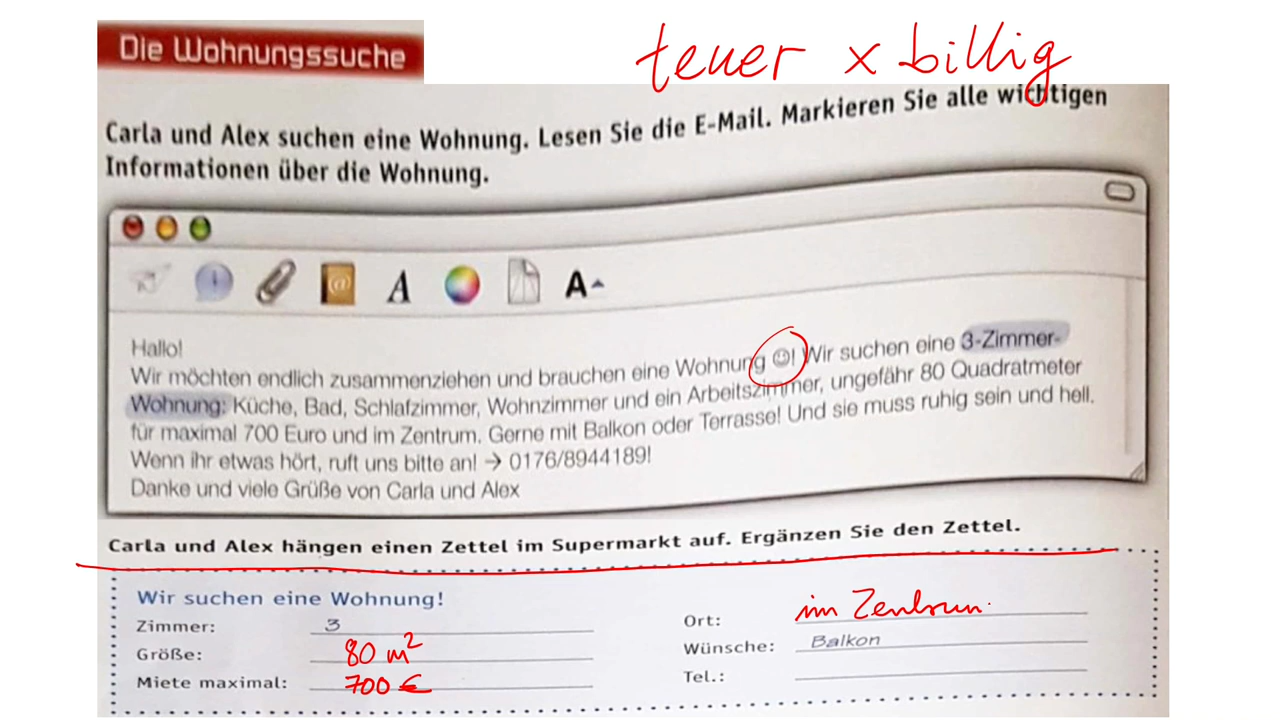 Die Wohnungssuche
teuer x billig
Carla und Alex suchen eine Wohnung. Lesen Sie die E-Mail. Markieren Sie alle wichtigen
Informationen über die Wohnung.
@ A A
Hallo!
Wir möchten endlich zusammenziehen und brauchen eine Wohnung ☺! Wir suchen eine 3-Zimmer-
Wohnung: Küche, Bad, Schlafzimmer, Wohnzimmer und ein Arbeitszimmer, ungefähr 80 Quadratmeter
für maximal 700 Euro und im Zentrum. Gerne mit Balkon oder Terrasse! Und sie muss ruhig sein und hell.
Wenn ihr etwas hört, ruft uns bitte an! → 0176/8944189!
Danke und viele Grüße von Carla und Alex
Carla und Alex hängen einen Zettel im Supermarkt auf. Ergänzen Sie den Zettel.
Wir suchen eine Wohnung!
Zimmer: 3
Größe: 80 m²
Miete maximal: 700 €
Ort: im Zentrum
Wünsche: Balkon
Tel.: